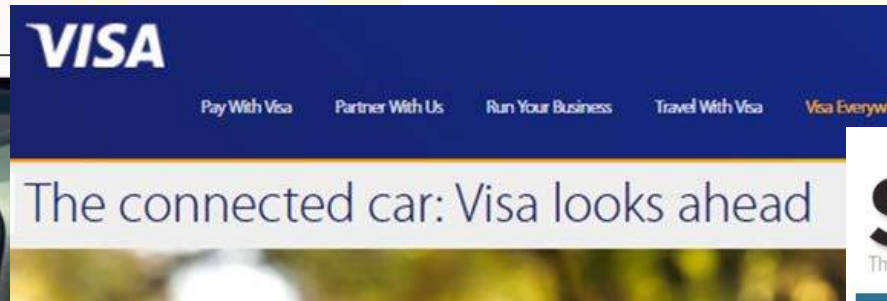 VISA
Pay With Visa Partner With Us Run Your Business Travel With Visa Visa
The connected car: Visa looks ahead